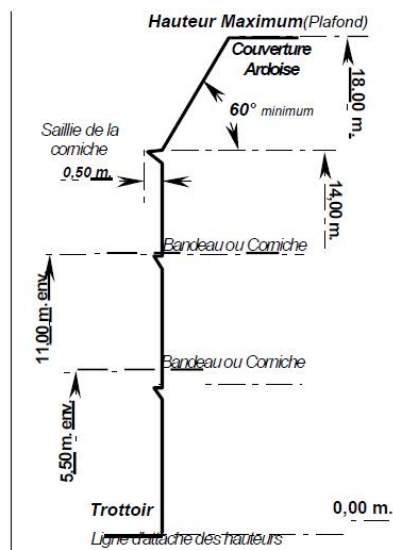 Hauteur Maximum(Plafond)
Couverture
Ardoise
18.00 m.
60° minimum
Saillie de la
corniche
0,50 m.
14,00 m.
Bandeau ou Corniche
11.00 m. env.
Bandeau ou Corniche
5,50 m. env.
Trottoir
0,00 m.
Ligne d'attache des hauteurs